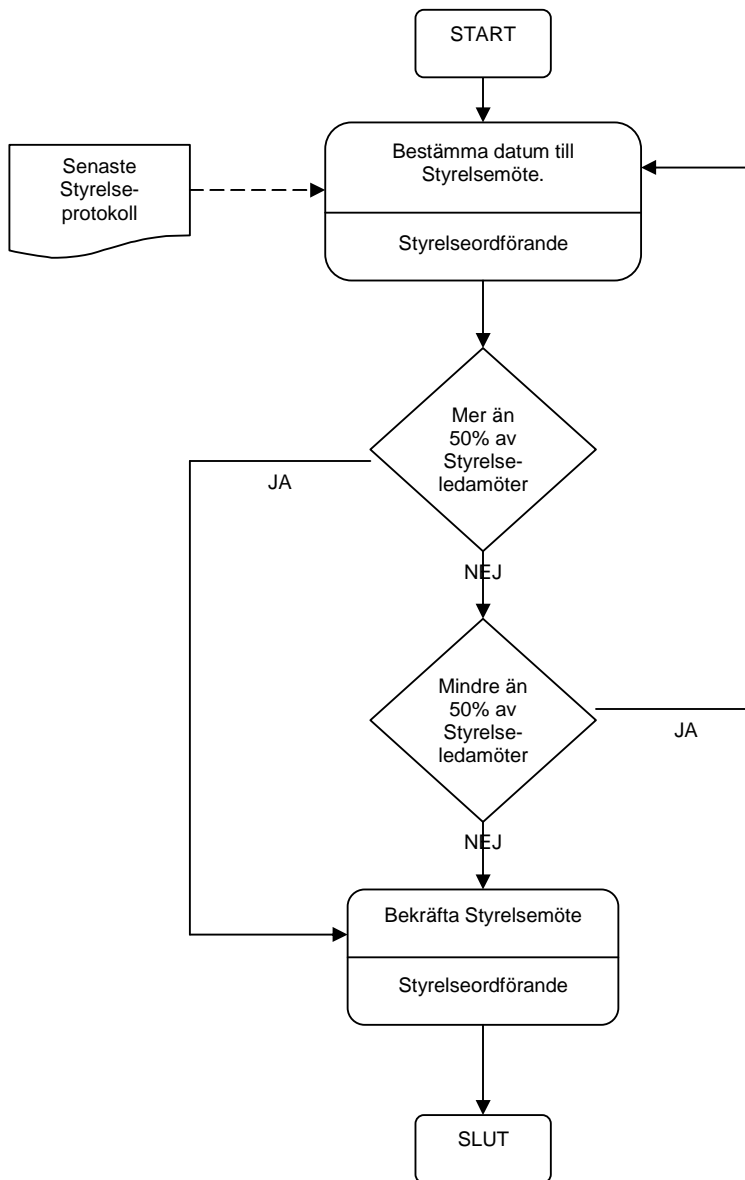 START
Bestämma datum till
Styrelsemöte.
Styrelseordförande
Senaste
Styrelse-
protokoll
Mer än
50% av
Styrelse-
ledamöter
JA
NEJ
Mindre än
50% av
Styrelse-
ledamöter
JA
NEJ
Bekräfta Styrelsemöte
Styrelseordförande
SLUT